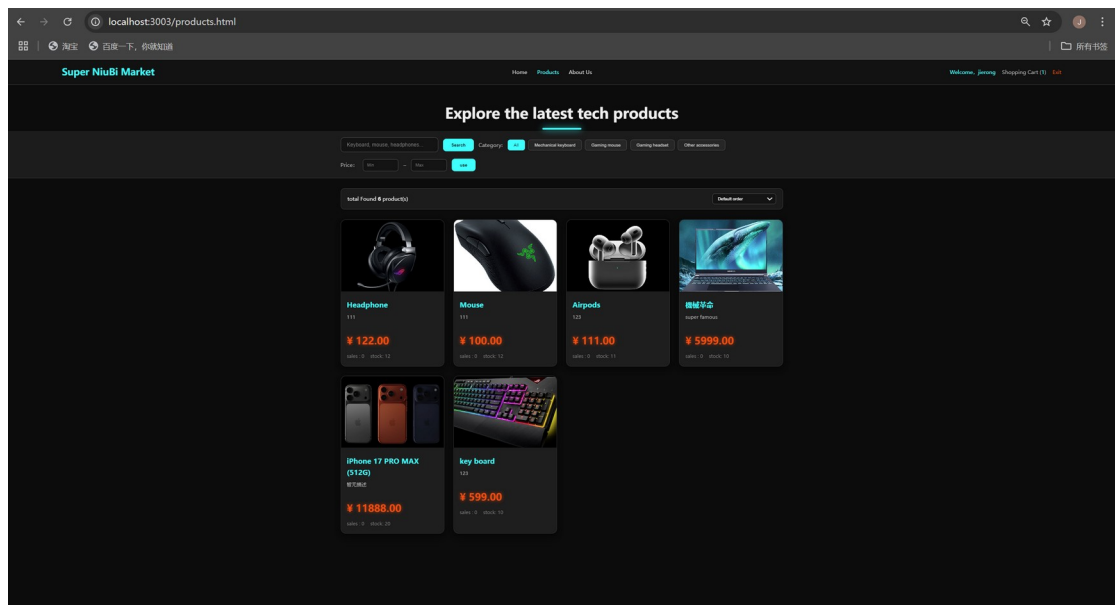 localhost:3003/products.html
J
淘宝 百度一下，你就知道 所有书签
Super NiuBi Market Home Products About Us Welcome, jierong Shopping Cart (1) Exit
Explore the latest tech products
Keyboard, mouse, headphones... Search Category: All Mechanical keyboard Gaming mouse Gaming headset Other accessories
Price: Min – Max use
total Found 6 product(s) Default order
Headphone
111
¥ 122.00
sales : 0 stock: 12
Mouse
111
¥ 100.00
sales : 0 stock: 12
Airpods
123
¥ 111.00
sales : 0 stock: 11
機械革命
super famous
¥ 5999.00
sales : 0 stock: 10
iPhone 17 PRO MAX
(512G)
暂无描述
¥ 11888.00
sales : 0 stock: 20
key board
123
¥ 599.00
sales : 0 stock: 10